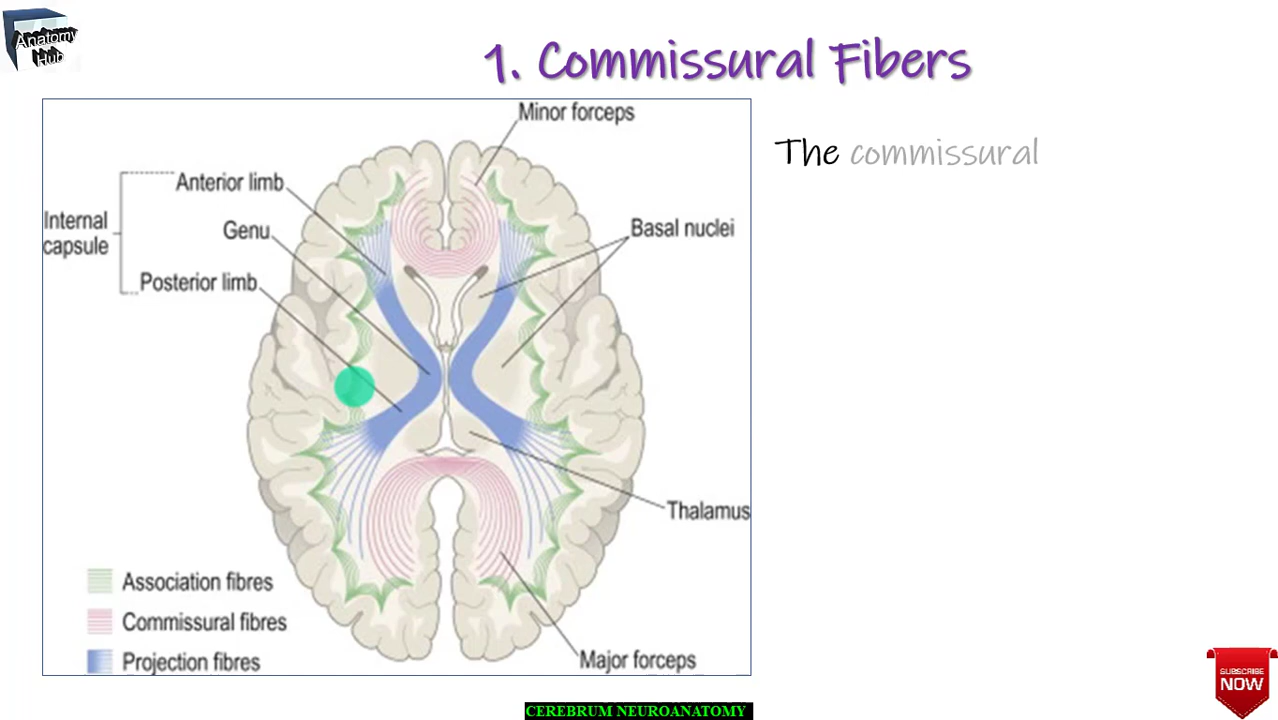 Anatomy
Hub
1. Commissural Fibers
The commissural
Minor forceps
Anterior limb
Internal
capsule
Genu
Basal nuclei
Posterior limb
Thalamus
Association fibres
Commissural fibres
Projection fibres
Major forceps
SUBSCRIBE
NOW
CEREBRUM NEUROANATOMY